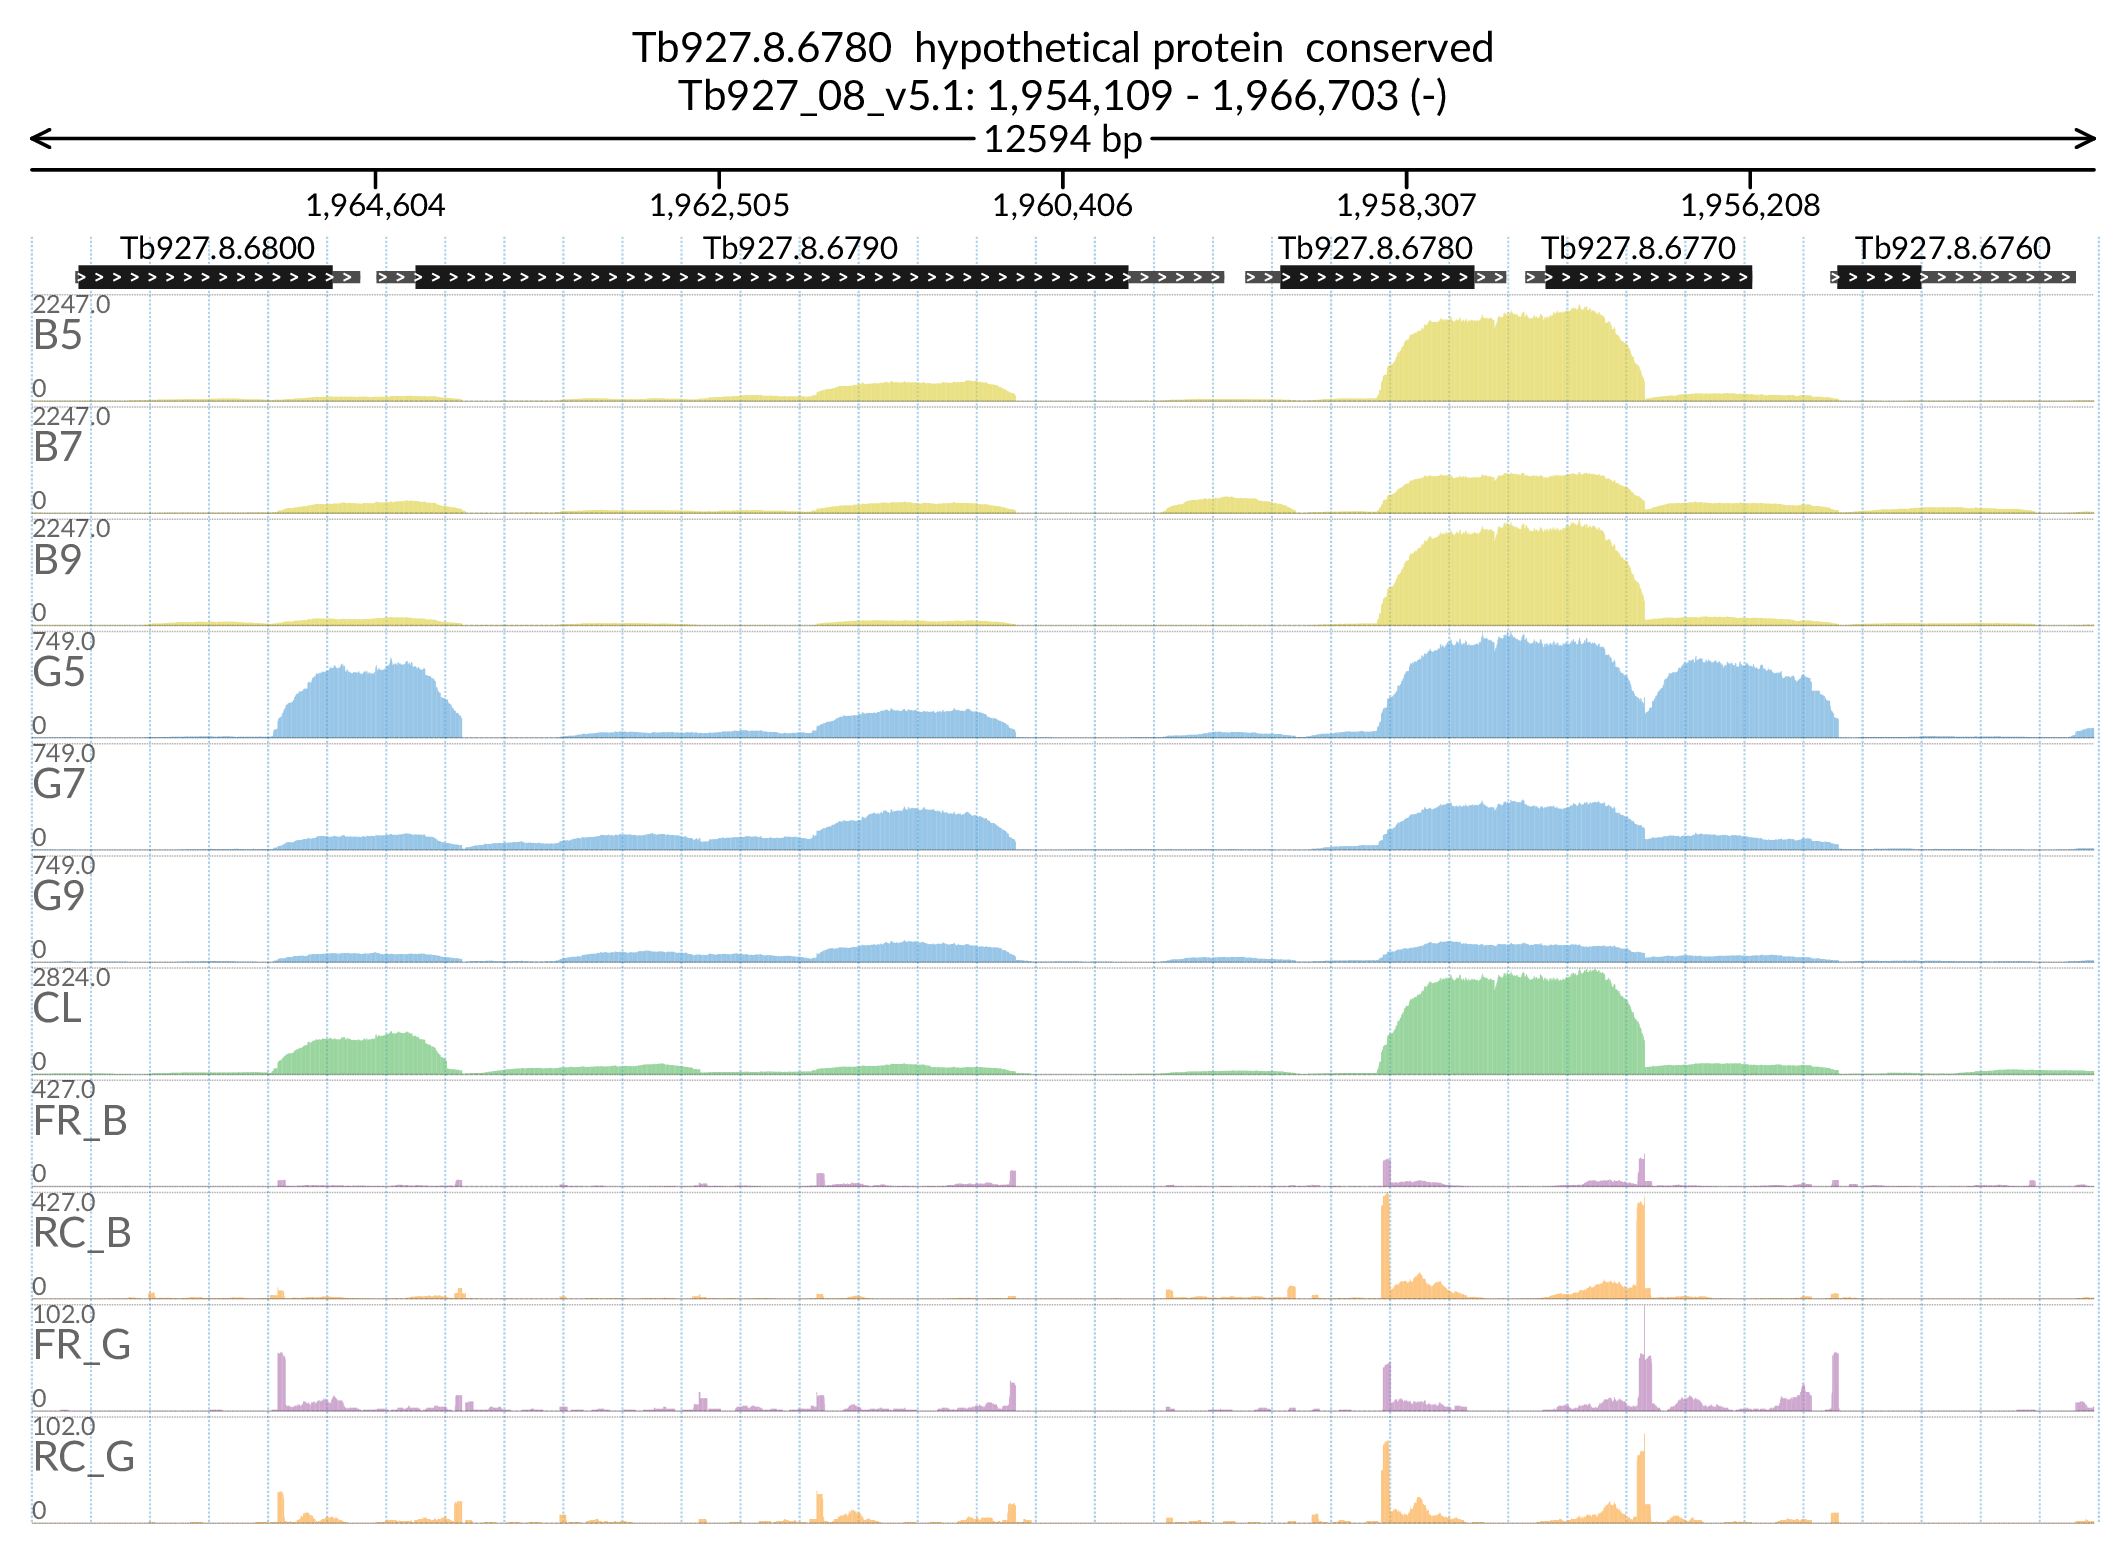 Tb927.8.6780  hypothetical protein  conserved
Tb927_08_v5.1: 1,954,109 - 1,966,703 (-)
12594 bp
1,964,604 1,962,505 1,960,406 1,958,307 1,956,208
Tb927.8.6800 Tb927.8.6790 Tb927.8.6780 Tb927.8.6770 Tb927.8.6760
2247.0
B5
0
2247.0
B7
0
2247.0
B9
0
749.0
G5
0
749.0
G7
0
749.0
G9
0
2824.0
CL
0
427.0
FR_B
0
427.0
RC_B
0
102.0
FR_G
0
102.0
RC_G
0